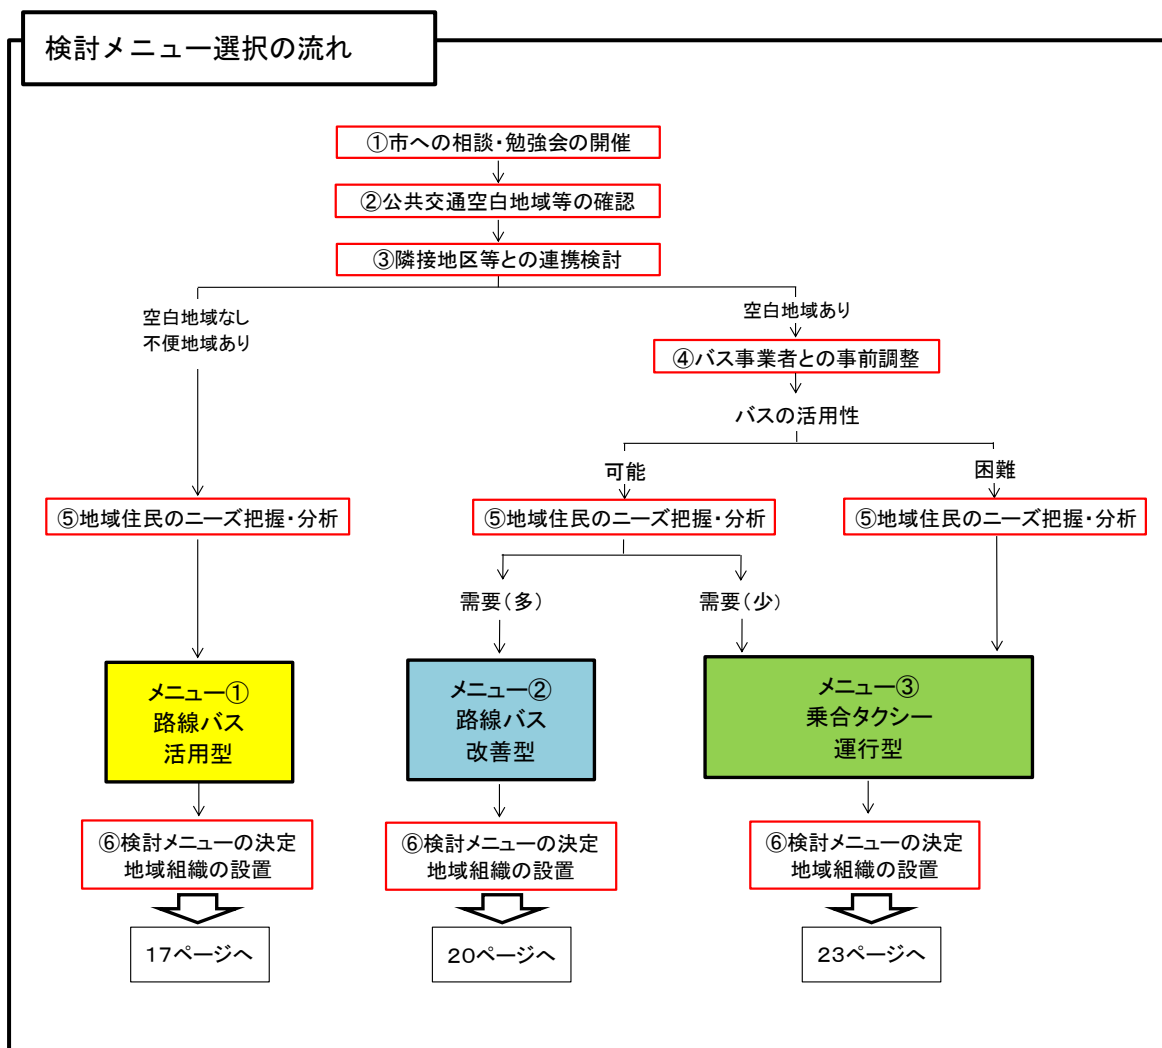 検討メニュー選択の流れ
①市への相談・勉強会の開催
②公共交通空白地域等の確認
③隣接地区等との連携検討
空白地域なし
不便地域あり
空白地域あり
④バス事業者との事前調整
バスの活用性
可能
困難
⑤地域住民のニーズ把握・分析
⑤地域住民のニーズ把握・分析
⑤地域住民のニーズ把握・分析
需要(多)
需要(少)
メニュー①
路線バス
活用型
メニュー②
路線バス
改善型
メニュー③
乗合タクシー
運行型
⑥検討メニューの決定
地域組織の設置
⑥検討メニューの決定
地域組織の設置
⑥検討メニューの決定
地域組織の設置
17ページへ
20ページへ
23ページへ